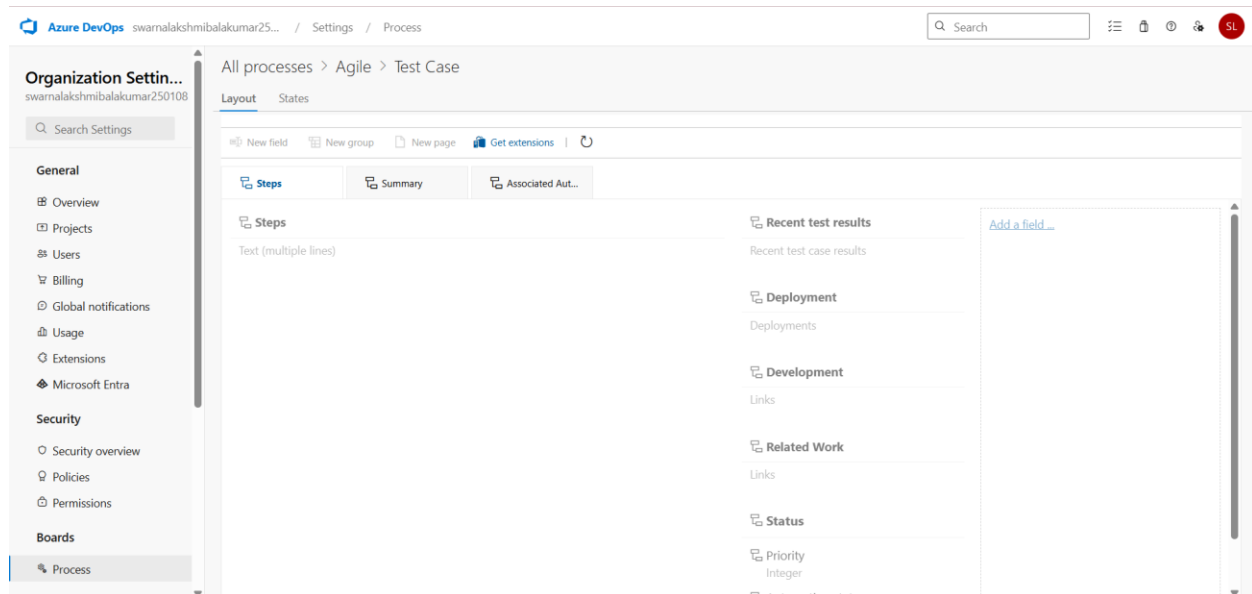 Azure DevOps swarnalakshmibalakumar25... / Settings / Process
Search
SL
Organization Settin...
swarnalakshmibalakumar250108
Search Settings
General
Overview
Projects
Users
Billing
Global notifications
Usage
Extensions
Microsoft Entra
Security
Security overview
Policies
Permissions
Boards
Process
All processes > Agile > Test Case
Layout States
New field New group New page Get extensions |
Steps Summary Associated Aut...
Steps
Text (multiple lines)
Recent test results
Recent test case results
Deployment
Deployments
Development
Links
Related Work
Links
Status
Priority
Integer
Add a field ...